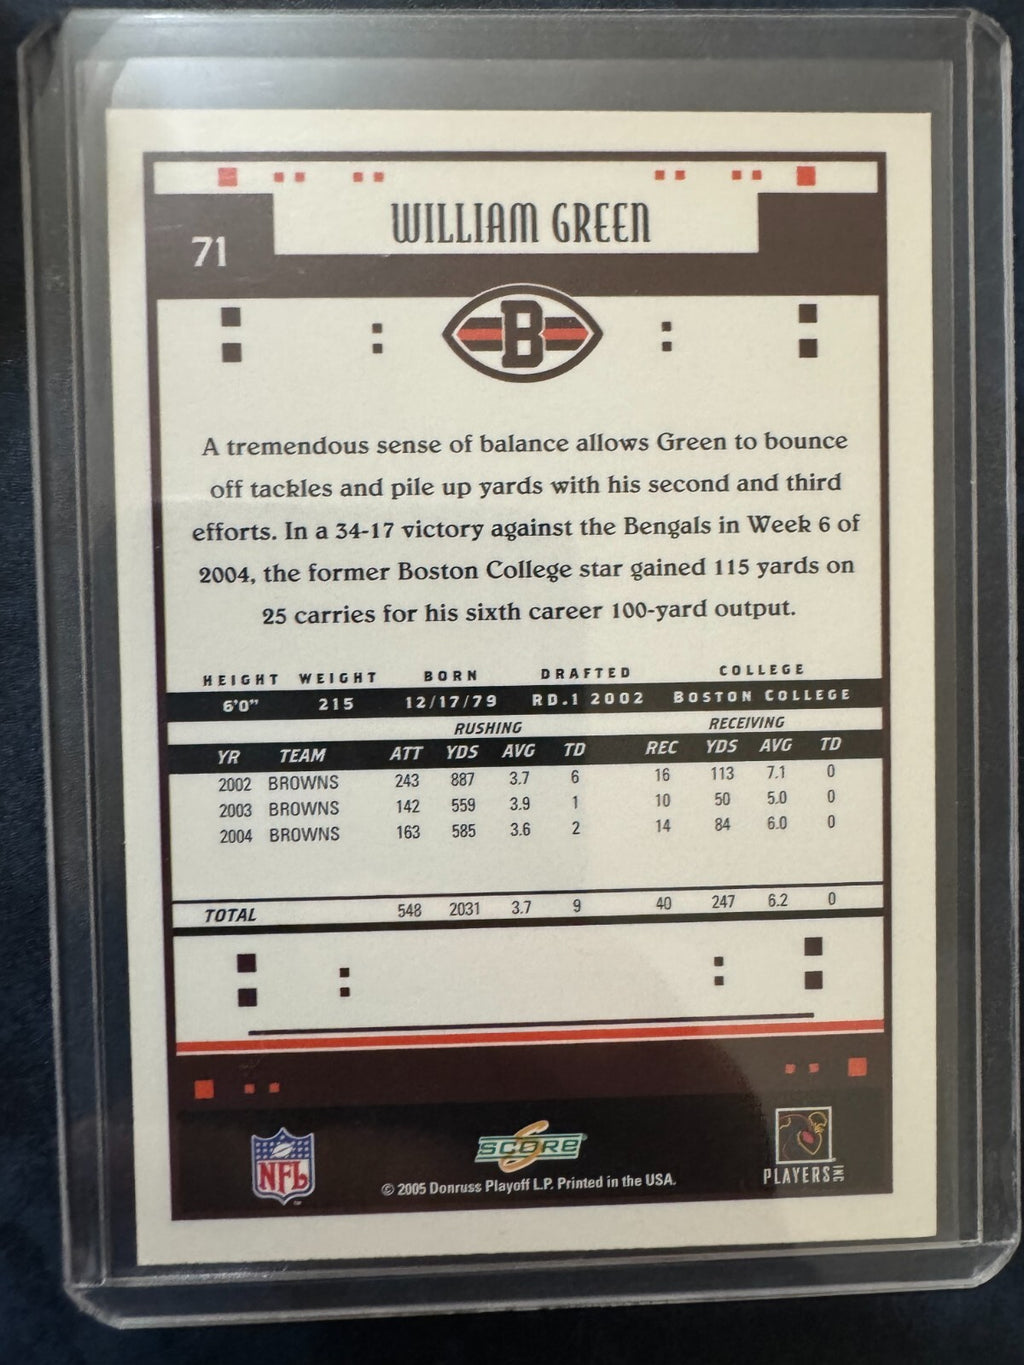 WILLIAM GREEN
71
B
A tremendous sense of balance allows Green to bounce
off tackles and pile up yards with his second and third
efforts. In a 34-17 victory against the Bengals in Week 6 of
2004, the former Boston College star gained 115 yards on
25 carries for his sixth career 100-yard output.
HEIGHT WEIGHT BORN DRAFTED COLLEGE
6'0" 215 12/17/79 RD.1 2002 BOSTON COLLEGE
RUSHING RECEIVING
YR TEAM ATT YDS AVG TD REC YDS AVG TD
2002 BROWNS 243 887 3.7 6 16 113 7.1 0
2003 BROWNS 142 559 3.9 1 10 50 5.0 0
2004 BROWNS 163 585 3.6 2 14 84 6.0 0
TOTAL 548 2031 3.7 9 40 247 6.2 0
NFL
SCORE
PLAYERS INC
© 2005 Donruss Playoff L.P. Printed in the USA.